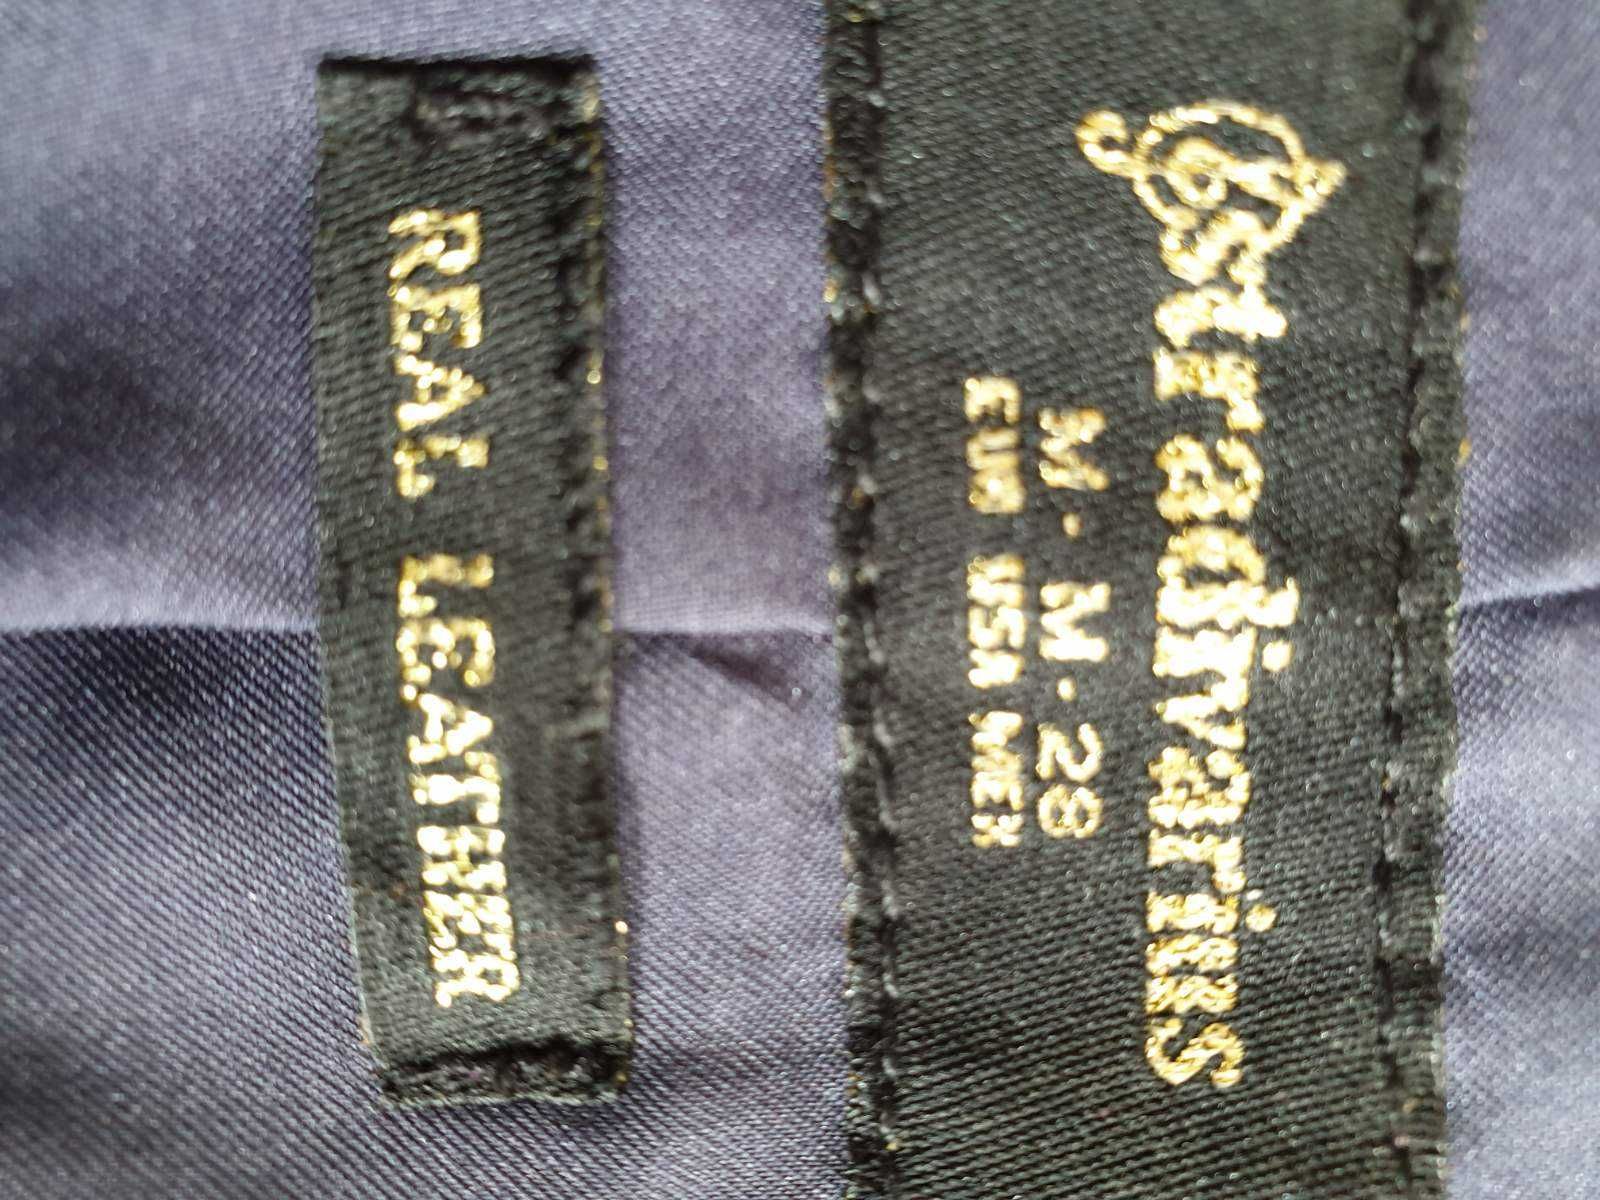 Stradivarius
M-M-28
EUR USA MEX
REAL LEATHER